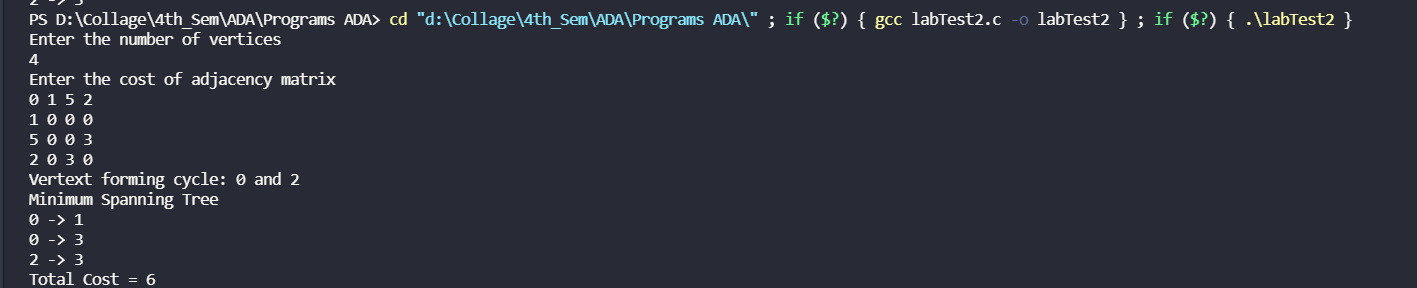 2 -> 3
PS D:\Collage\4th_Sem\ADA\Programs ADA> cd "d:\Collage\4th_Sem\ADA\Programs ADA\" ; if ($?) { gcc labTest2.c -o labTest2 } ; if ($?) { .\labTest2 }
Enter the number of vertices
4
Enter the cost of adjacency matrix
0 1 5 2
1 0 0 0
5 0 0 3
2 0 3 0
Vertext forming cycle: 0 and 2
Minimum Spanning Tree
0 -> 1
0 -> 3
2 -> 3
Total Cost = 6